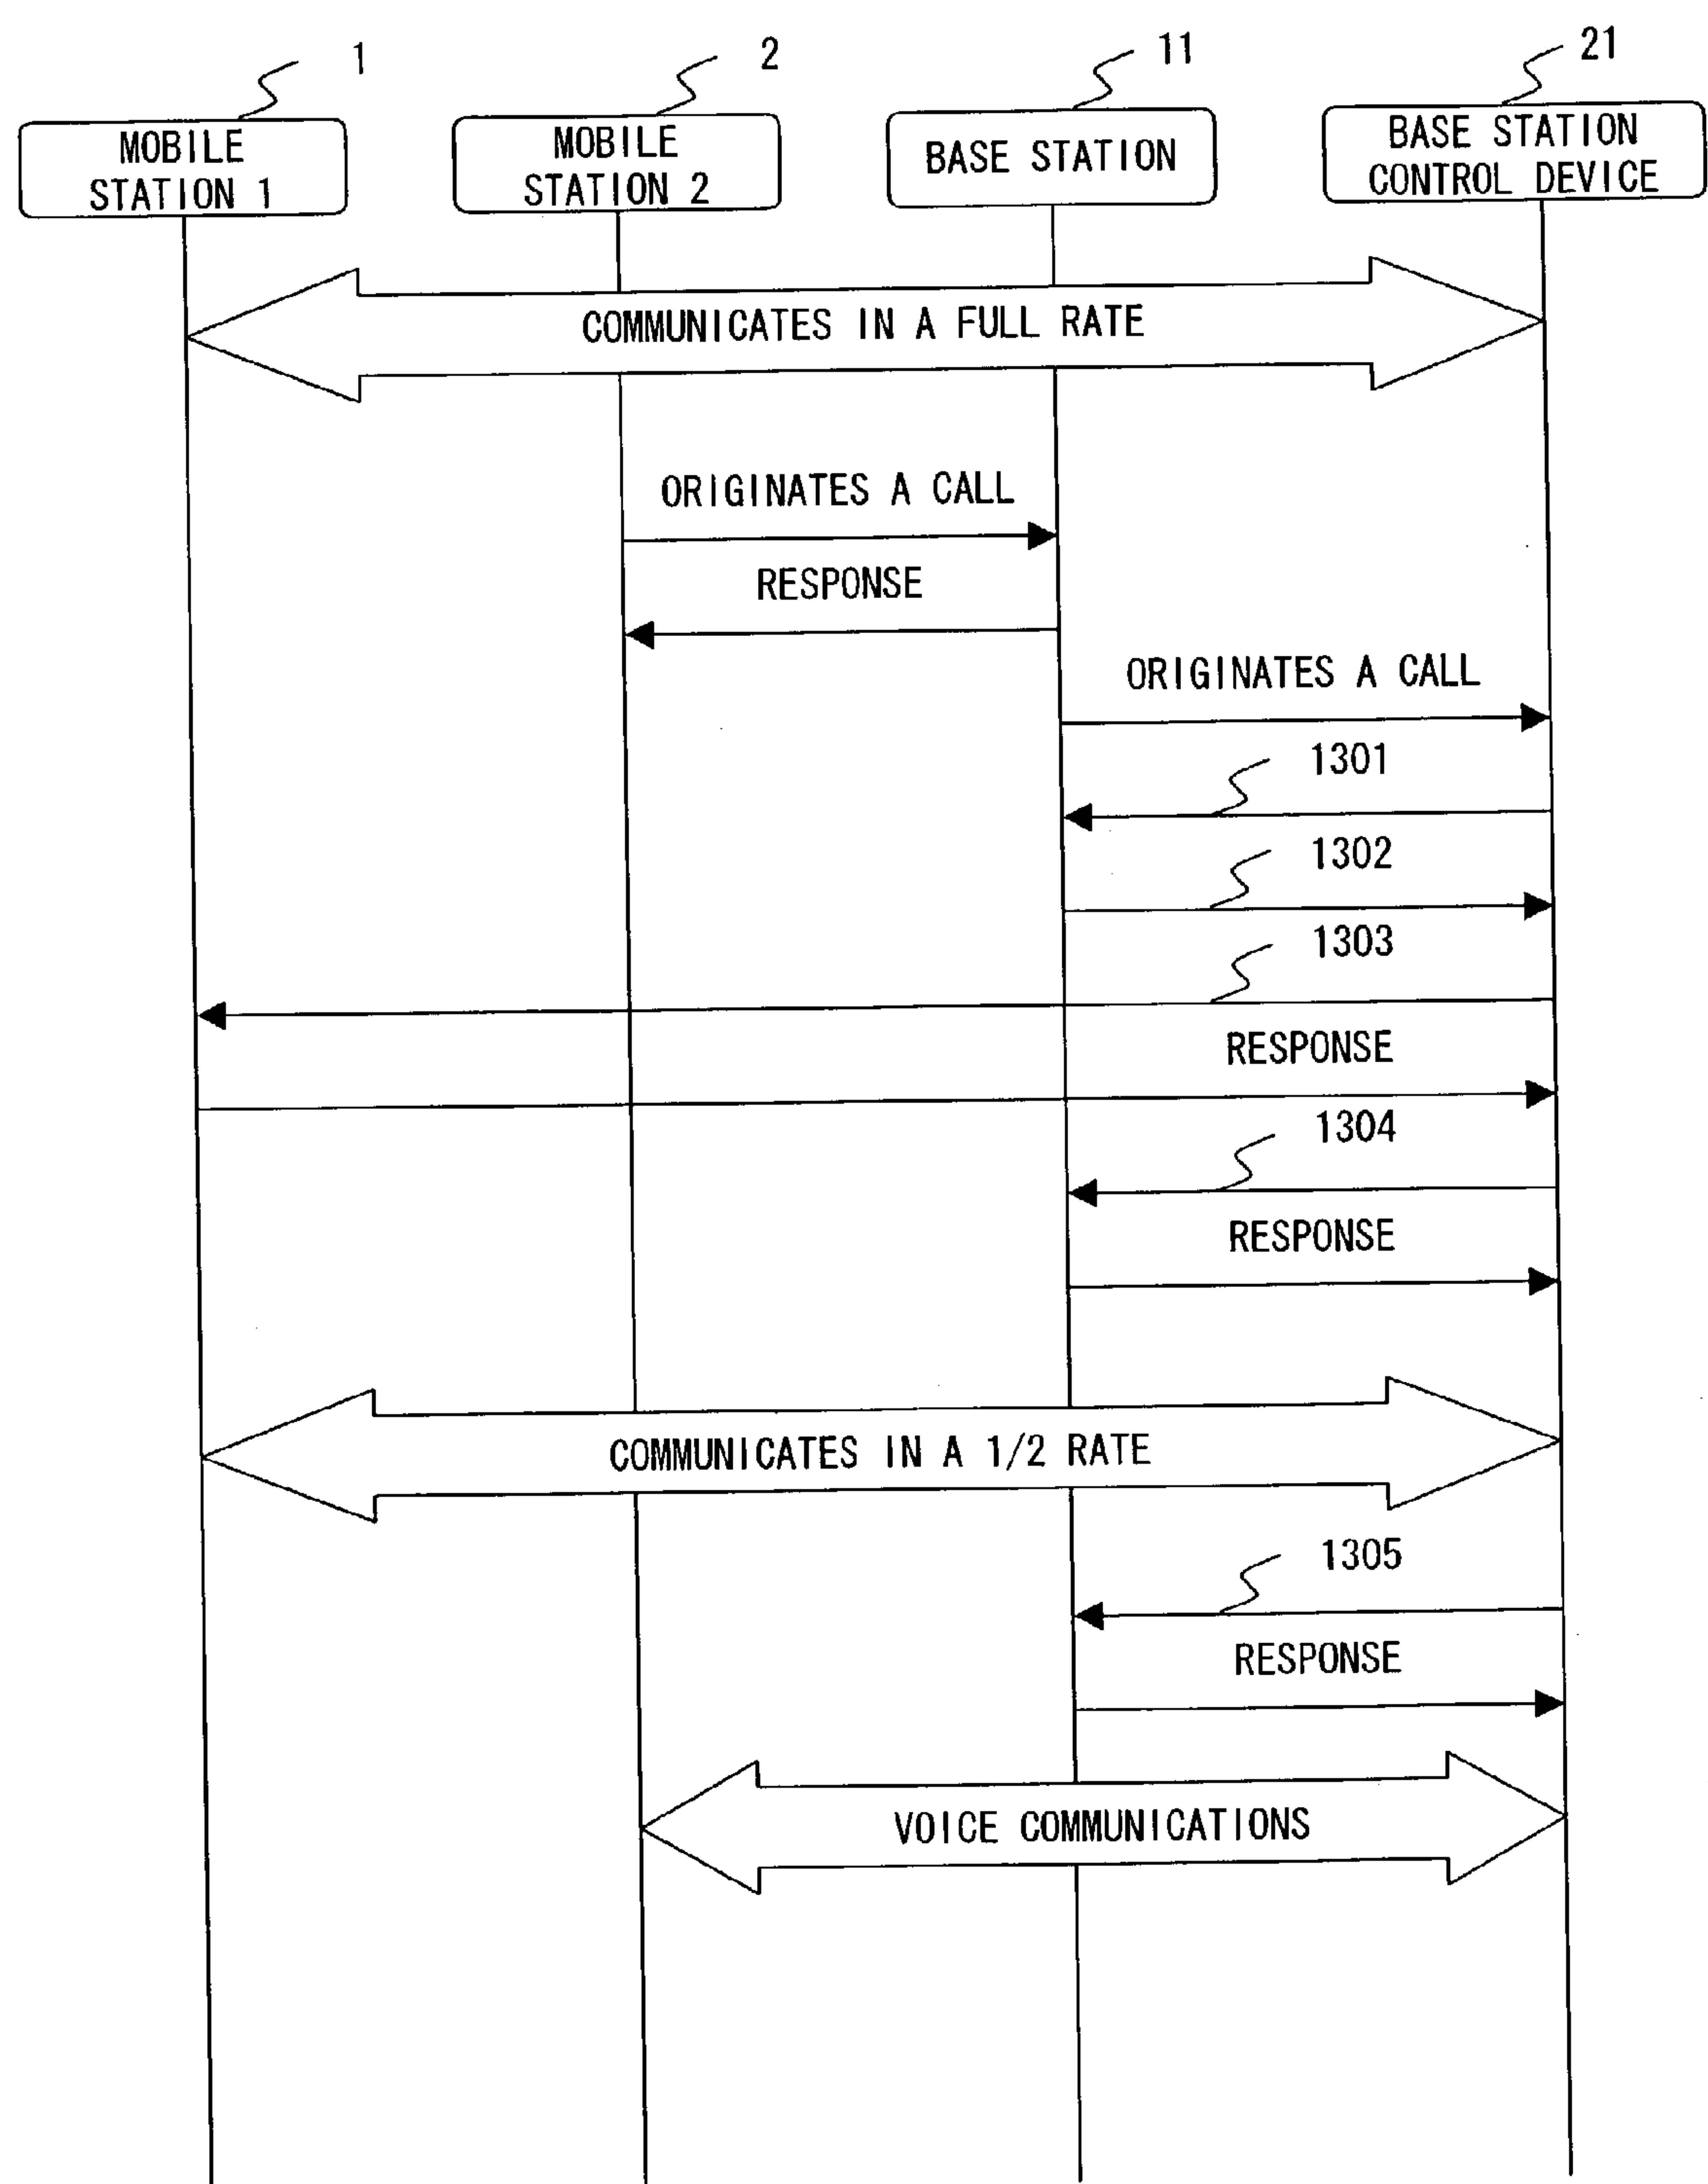 1
2
11
21
MOBILE
STATION 1
MOBILE
STATION 2
BASE STATION
BASE STATION
CONTROL DEVICE
COMMUNICATES IN A FULL RATE
ORIGINATES A CALL
RESPONSE
ORIGINATES A CALL
1301
1302
1303
RESPONSE
1304
RESPONSE
COMMUNICATES IN A 1/2 RATE
1305
RESPONSE
VOICE COMMUNICATIONS